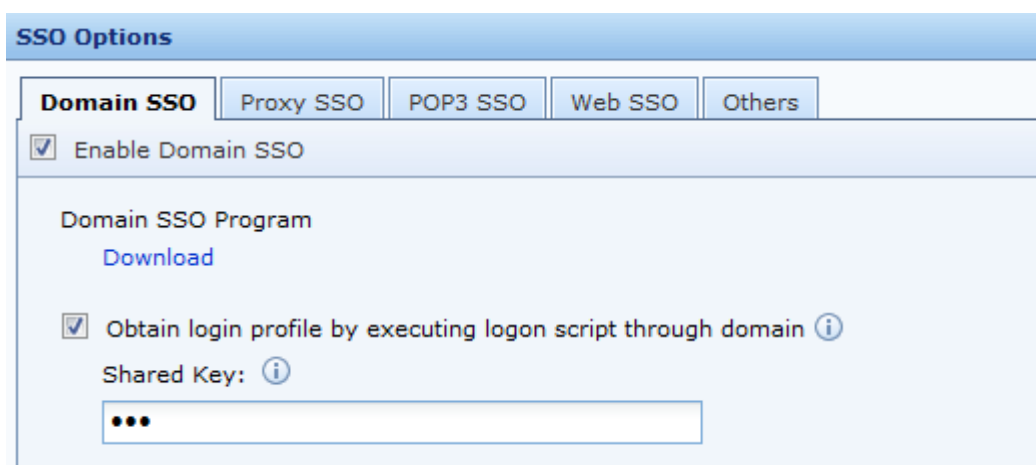 SSO Options
Domain SSO Proxy SSO POP3 SSO Web SSO Others
Enable Domain SSO
Domain SSO Program
Download
Obtain login profile by executing logon script through domain
Shared Key:
•••